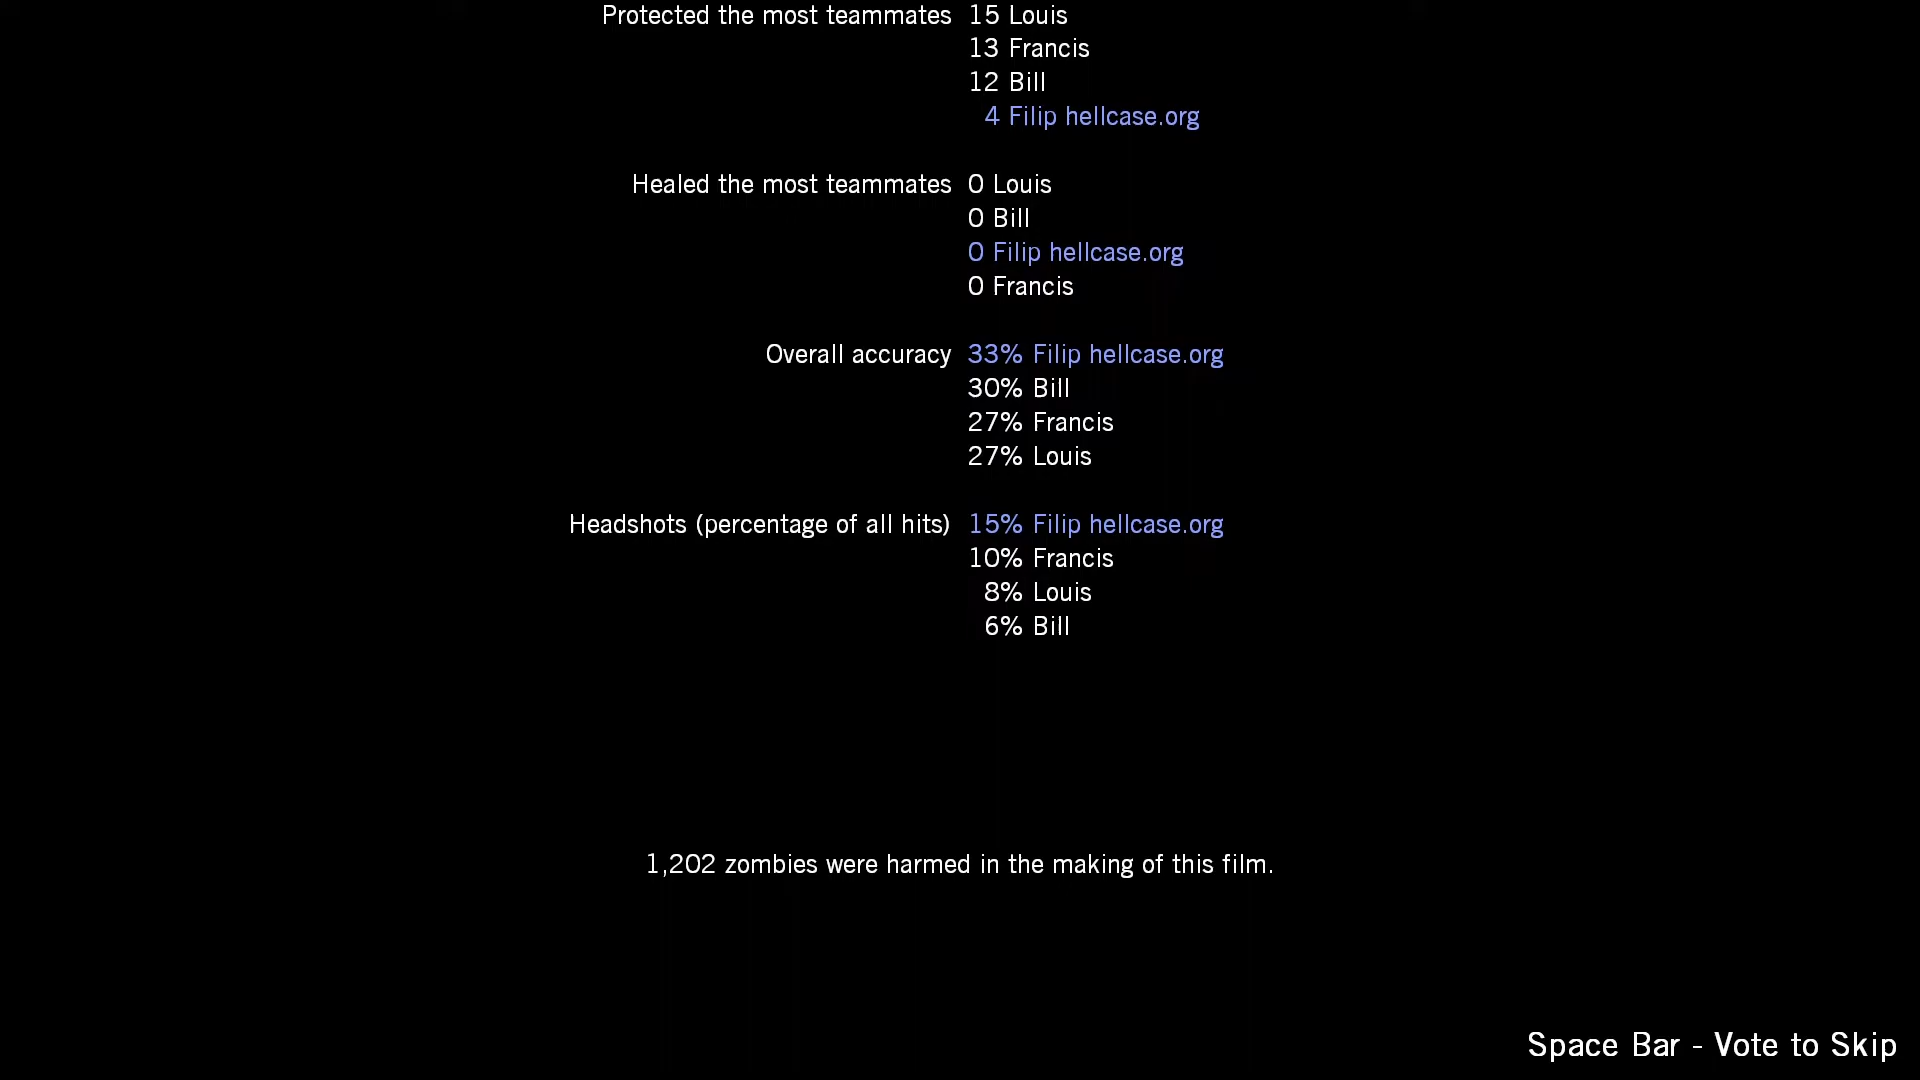 Protected the most teammates 15 Louis
13 Francis
12 Bill
4 Filip hellcase.org
Healed the most teammates 0 Louis
0 Bill
0 Filip hellcase.org
0 Francis
Overall accuracy 33% Filip hellcase.org
30% Bill
27% Francis
27% Louis
Headshots (percentage of all hits) 15% Filip hellcase.org
10% Francis
8% Louis
6% Bill
1,202 zombies were harmed in the making of this film.
Space Bar - Vote to Skip